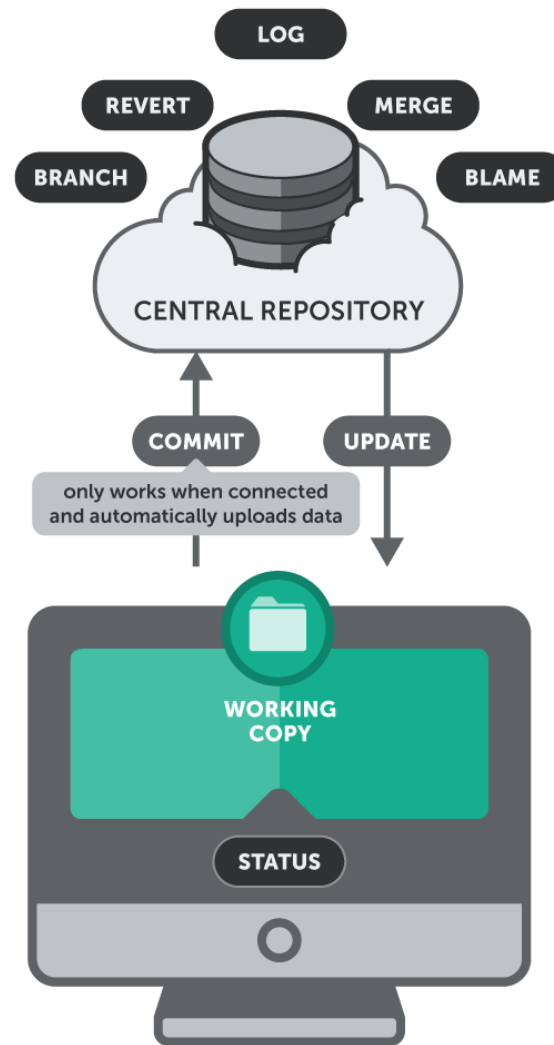 LOG
REVERT
MERGE
BRANCH
BLAME
CENTRAL REPOSITORY
COMMIT
UPDATE
only works when connected
and automatically uploads data
WORKING
COPY
STATUS